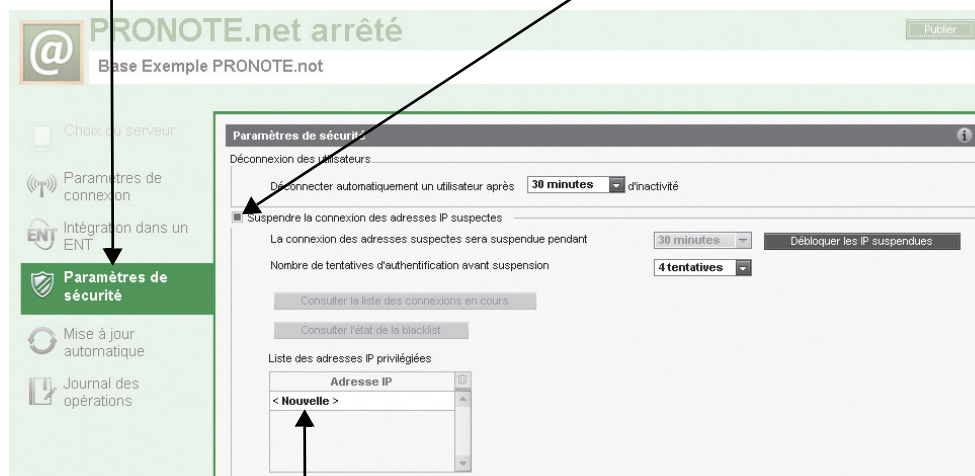 PRONOTE.net arrêté
Publier
Base Exemple PRONOTE.not
Choix du serveur
Paramètres de connexion
Intégration dans un ENT
Paramètres de sécurité
Mise à jour automatique
Journal des opérations
Paramètres de sécurité
Déconnexion des utilisateurs
Déconnecter automatiquement un utilisateur après 30 minutes d'inactivité
Suspendre la connexion des adresses IP suspectes
La connexion des adresses suspectes sera suspendue pendant 30 minutes Débloquer les IP suspendues
Nombre de tentatives d'authentification avant suspension 4 tentatives
Consulter la liste des connexions en cours
Consulter l'état de la blacklist
Liste des adresses IP privilégiées
Adresse IP
< Nouvelle >